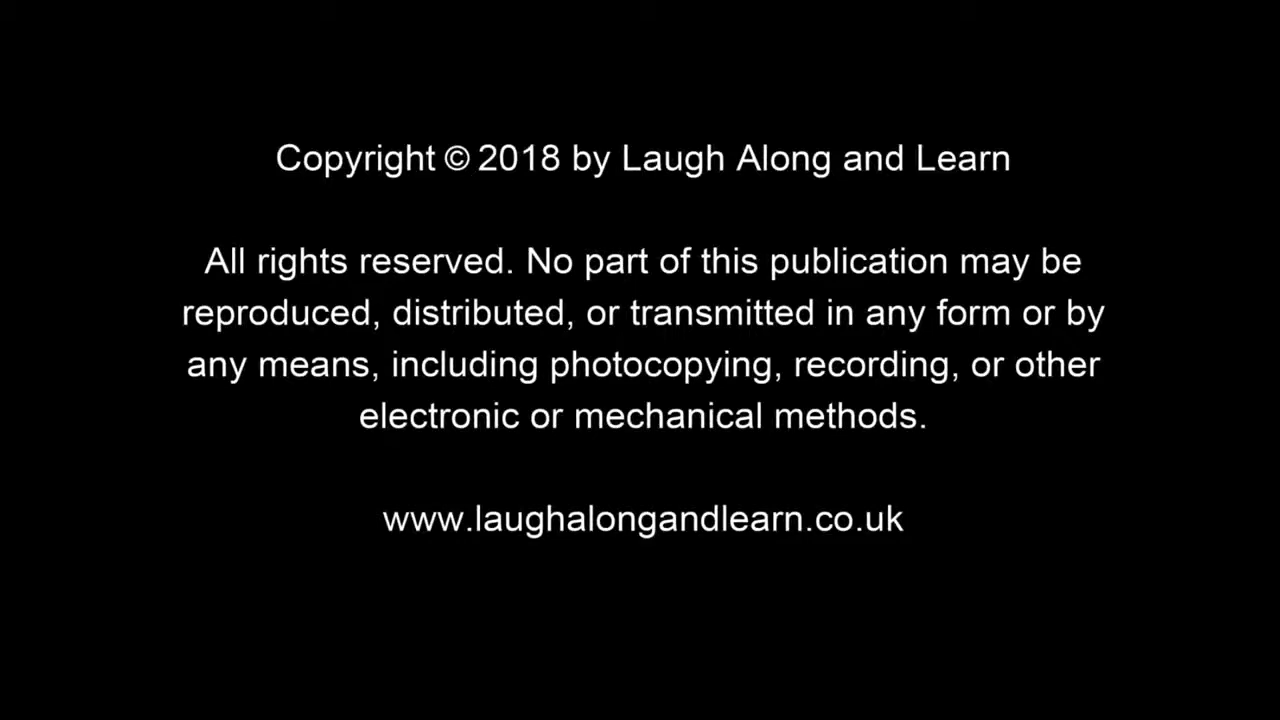 Copyright © 2018 by Laugh Along and Learn
All rights reserved. No part of this publication may be
reproduced, distributed, or transmitted in any form or by
any means, including photocopying, recording, or other
electronic or mechanical methods.
www.laughalongandlearn.co.uk